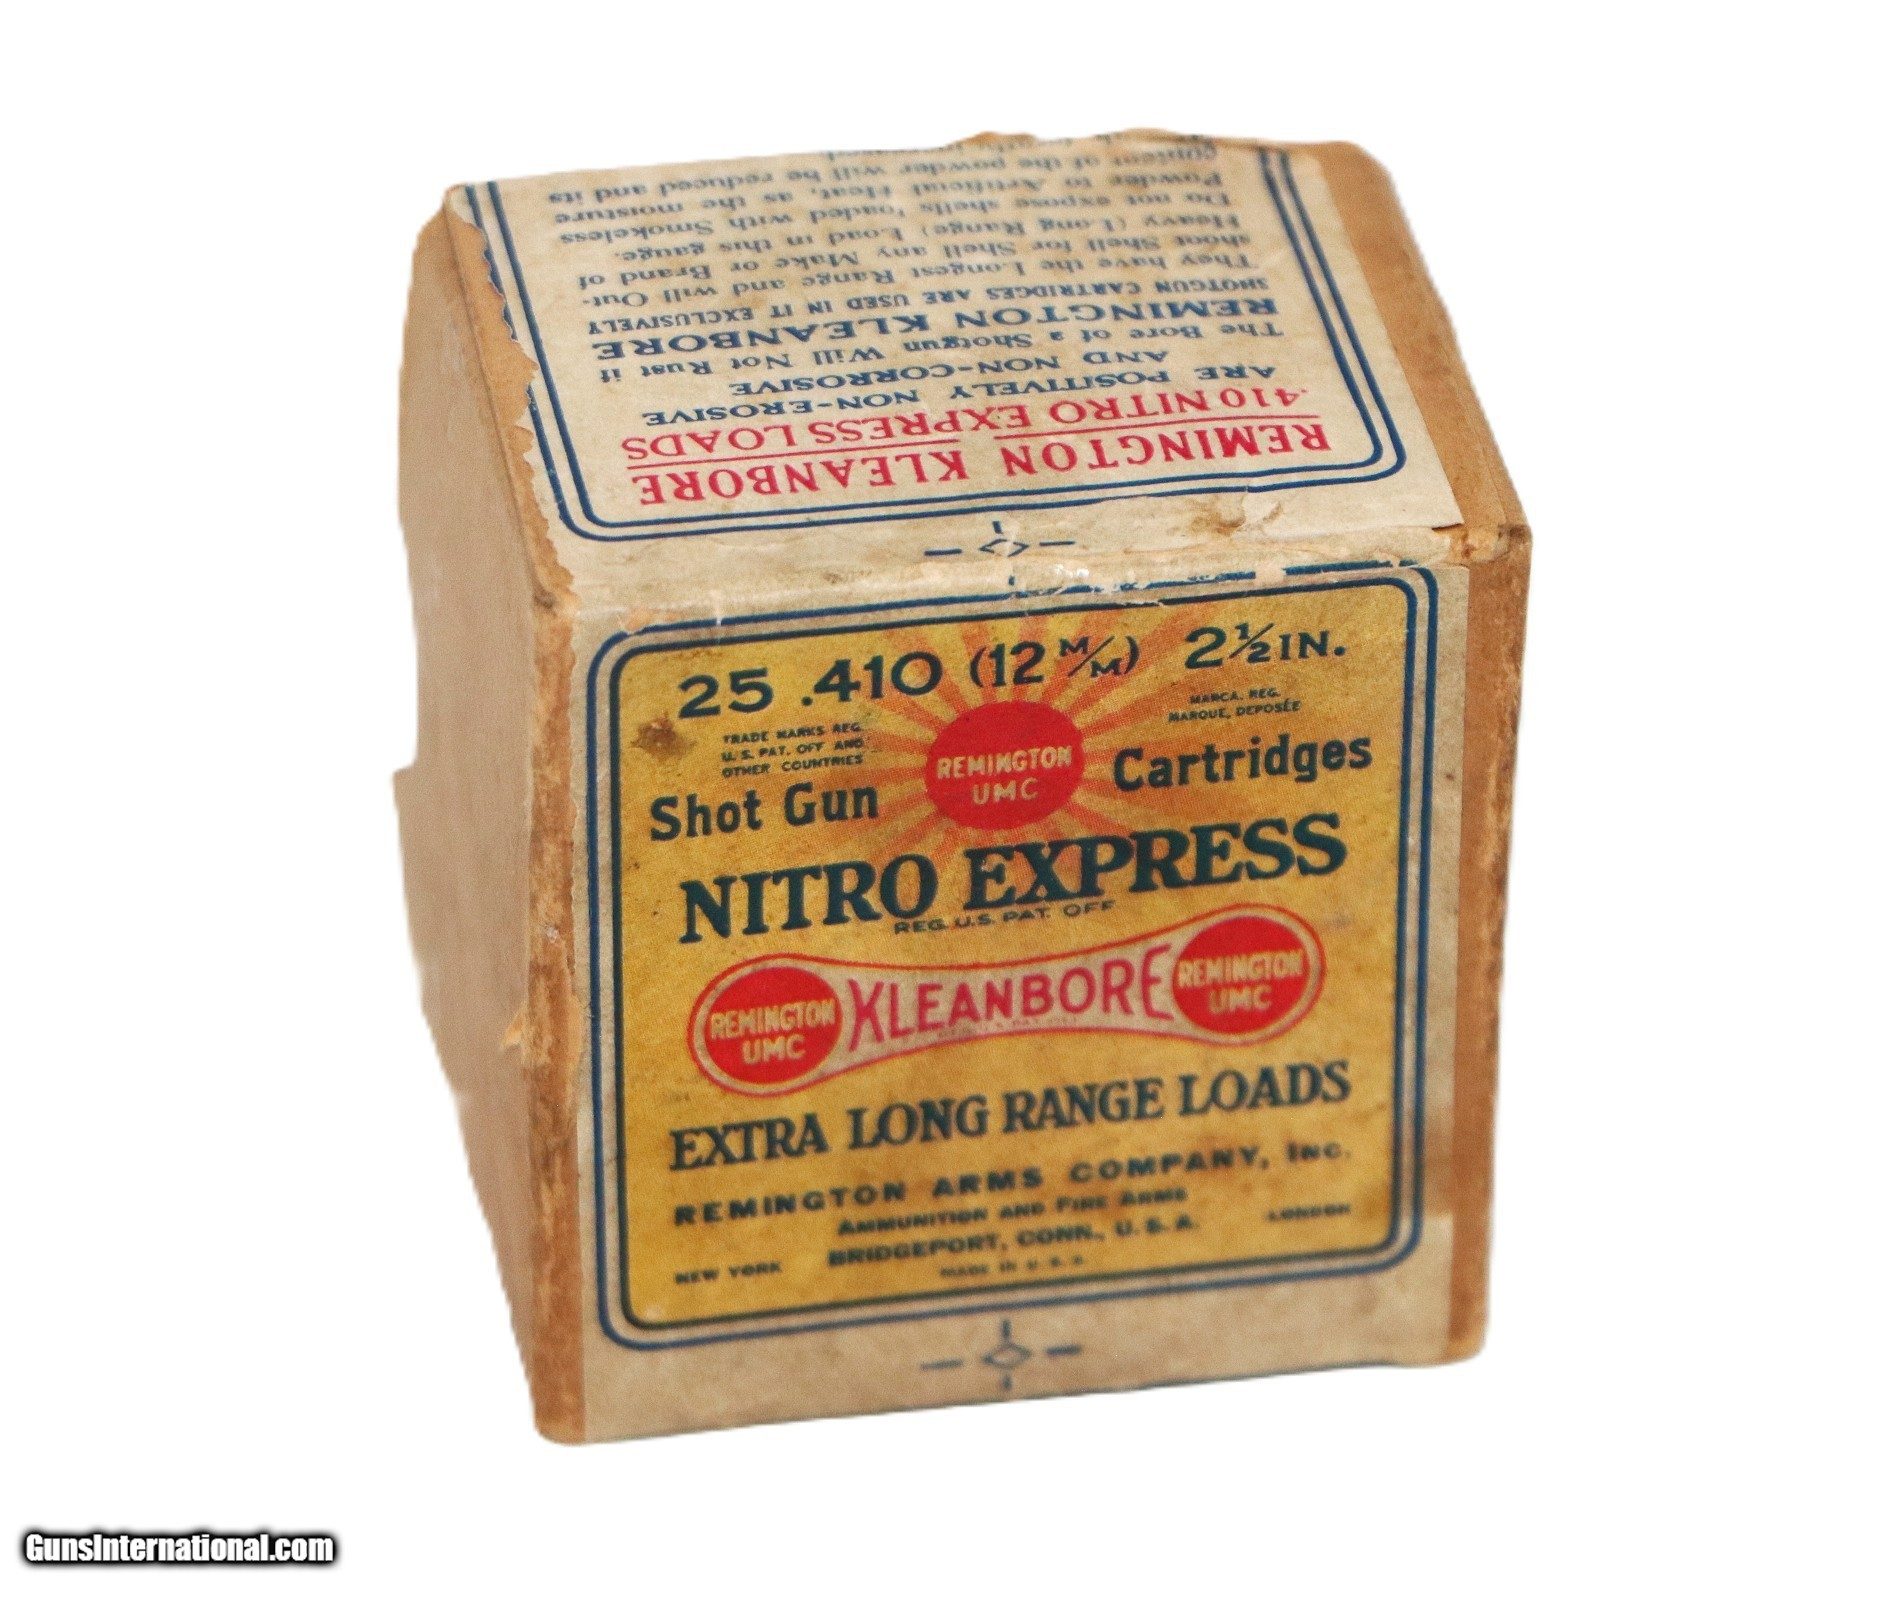 REMINGTON KLEANBORE
.410 NITRO EXPRESS LOADS
ARE POSITIVELY NON-EROSIVE
AND NON-CORROSIVE
The Bore of a Shotgun Will Not Rust if
REMINGTON KLEANBORE
SHOTGUN CARTRIDGES ARE USED IN IT EXCLUSIVELY
They have the Longest Range and will Out-
shoot Shell for Shell any Make or Brand of
Heavy (Long Range) Load in this gauge.
Do not expose shells loaded with Smokeless
Powder to Artificial Heat, as the moisture
content of the powder will be reduced and its
25 .410 (12 M/M) 2½ IN.
TRADE MARKS REG.
U. S. PAT. OFF. AND
OTHER COUNTRIES
MARCA. REG.
MARQUE, DEPOSÉE
REMINGTON
UMC
Shot Gun Cartridges
NITRO EXPRESS
REG. U.S. PAT. OFF.
REMINGTON
UMC
KLEANBORE
REMINGTON
UMC
EXTRA LONG RANGE LOADS
REMINGTON ARMS COMPANY, INC.
AMMUNITION AND FIRE ARMS
BRIDGEPORT, CONN., U. S. A.
NEW YORK
LONDON
MADE IN U. S. A.
GunsInternational.com